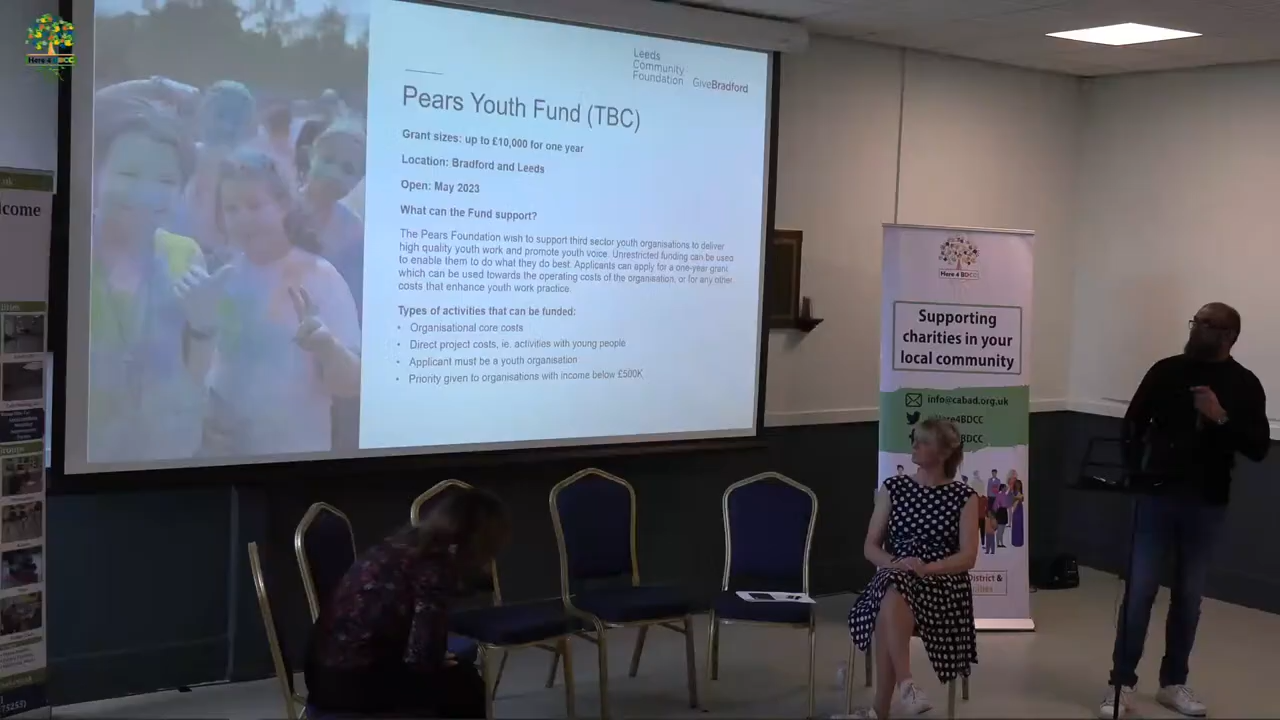 Here 4 BDCC
Leeds
Community
Foundation GiveBradford
Pears Youth Fund (TBC)
Grant sizes: up to £10,000 for one year
Location: Bradford and Leeds
Open: May 2023
What can the Fund support?
The Pears Foundation wish to support third sector youth organisations to deliver
high quality youth work and promote youth voice. Unrestricted funding can be used
to enable them to do what they do best. Applicants can apply for a one-year grant,
which can be used towards the operating costs of the organisation, or for any other
costs that enhance youth work practice.
Types of activities that can be funded:
• Organisational core costs
• Direct project costs, ie. activities with young people
• Applicant must be a youth organisation
• Priority given to organisations with income below £500K
come
Here 4 BDCC
Supporting
charities in your
local community
info@cabad.org.uk
@Here4BDCC
BDCC
District &